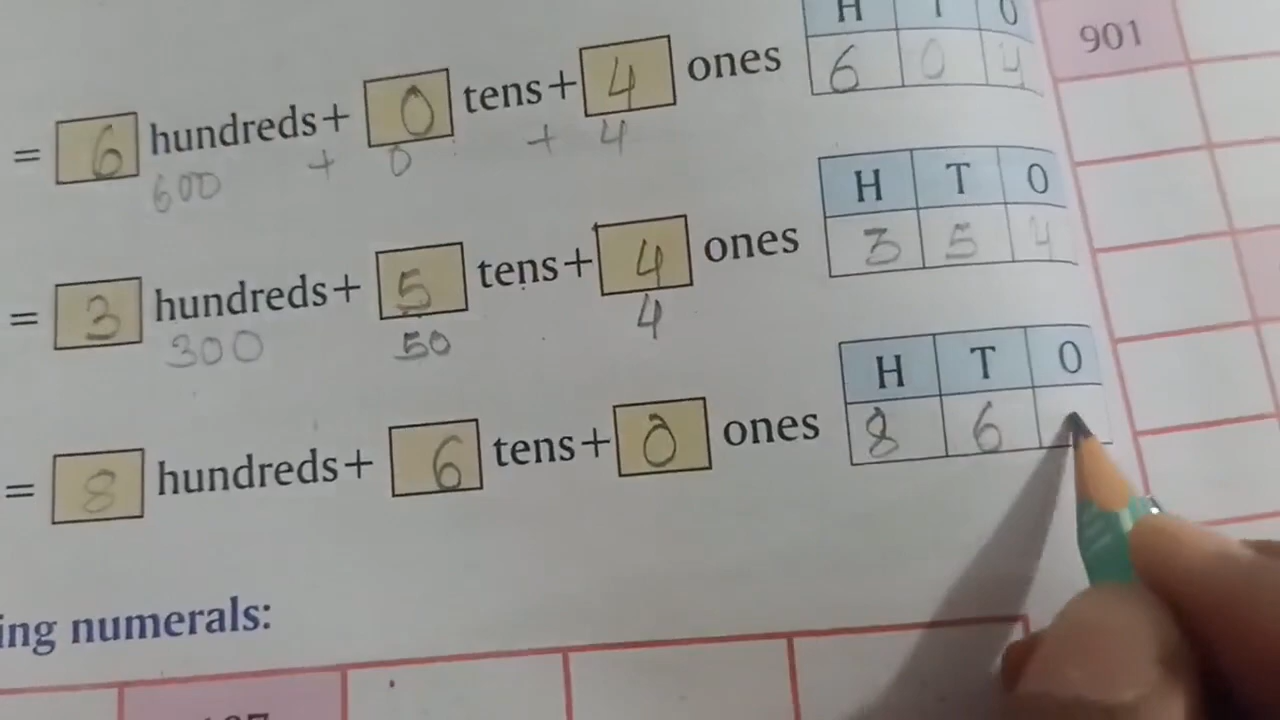 H T O
= 6 hundreds + 0 tens + 4 ones 6 0 4
600 + 0 + 4
901
H T O
= 3 hundreds + 5 tens + 4 ones 3 5 4
300 50 4
H T O
= 8 hundreds + 6 tens + 0 ones 8 6
ing numerals: